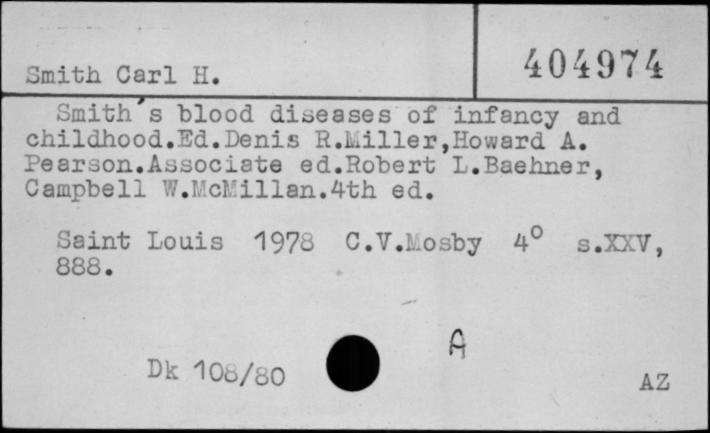 Smith Carl H.
404974
Smith's blood diseases of infancy and
childhood.Ed.Denis R.Miller,Howard A.
Pearson.Associate ed.Robert L.Baehner,
Campbell W.McMillan.4th ed.
Saint Louis 1978 C.V.Mosby 4° s.XXV,
888.
A
Dk 108/80
AZ